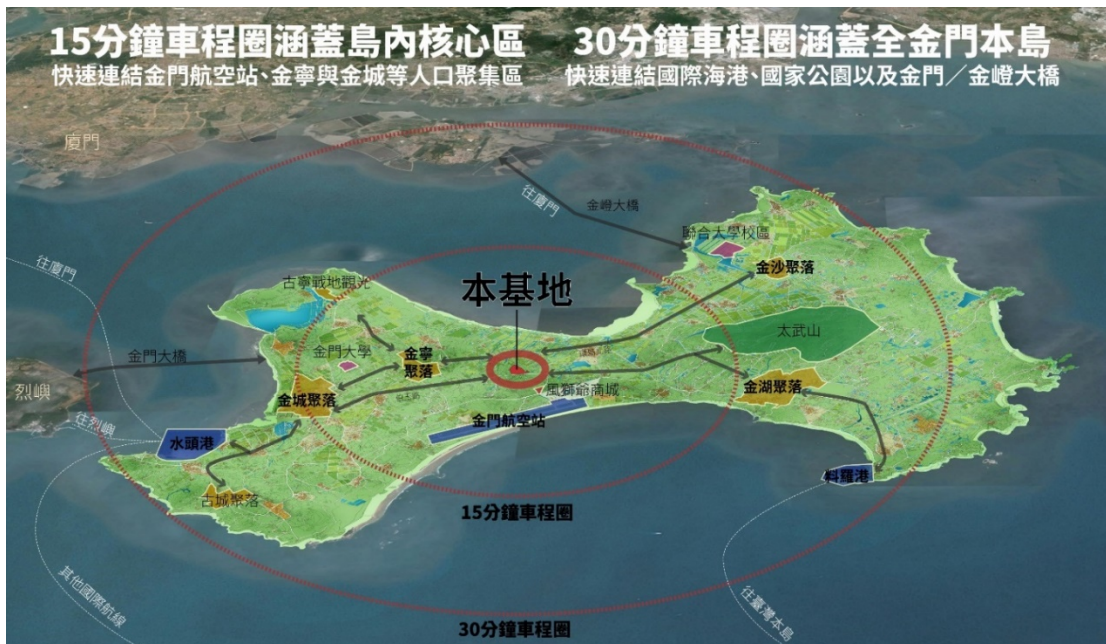 15分鐘車程圈涵蓋島內核心區
快速連結金門航空站、金寧與金城等人口聚集區
30分鐘車程圈涵蓋全金門本島
快速連結國際海港、國家公園以及金門／金嶝大橋
廈門
往廈門
金嶝大橋
聯合大學校區
金沙聚落
往廈門
古寧戰地觀光
本基地
太武山
金門大橋
金門大學
金寧
聚落
烈嶼
風獅爺商城
金湖聚落
金城聚落
金門航空站
往烈嶼
水頭港
料羅港
古城聚落
15分鐘車程圈
其他國際航線
往臺灣本島
30分鐘車程圈